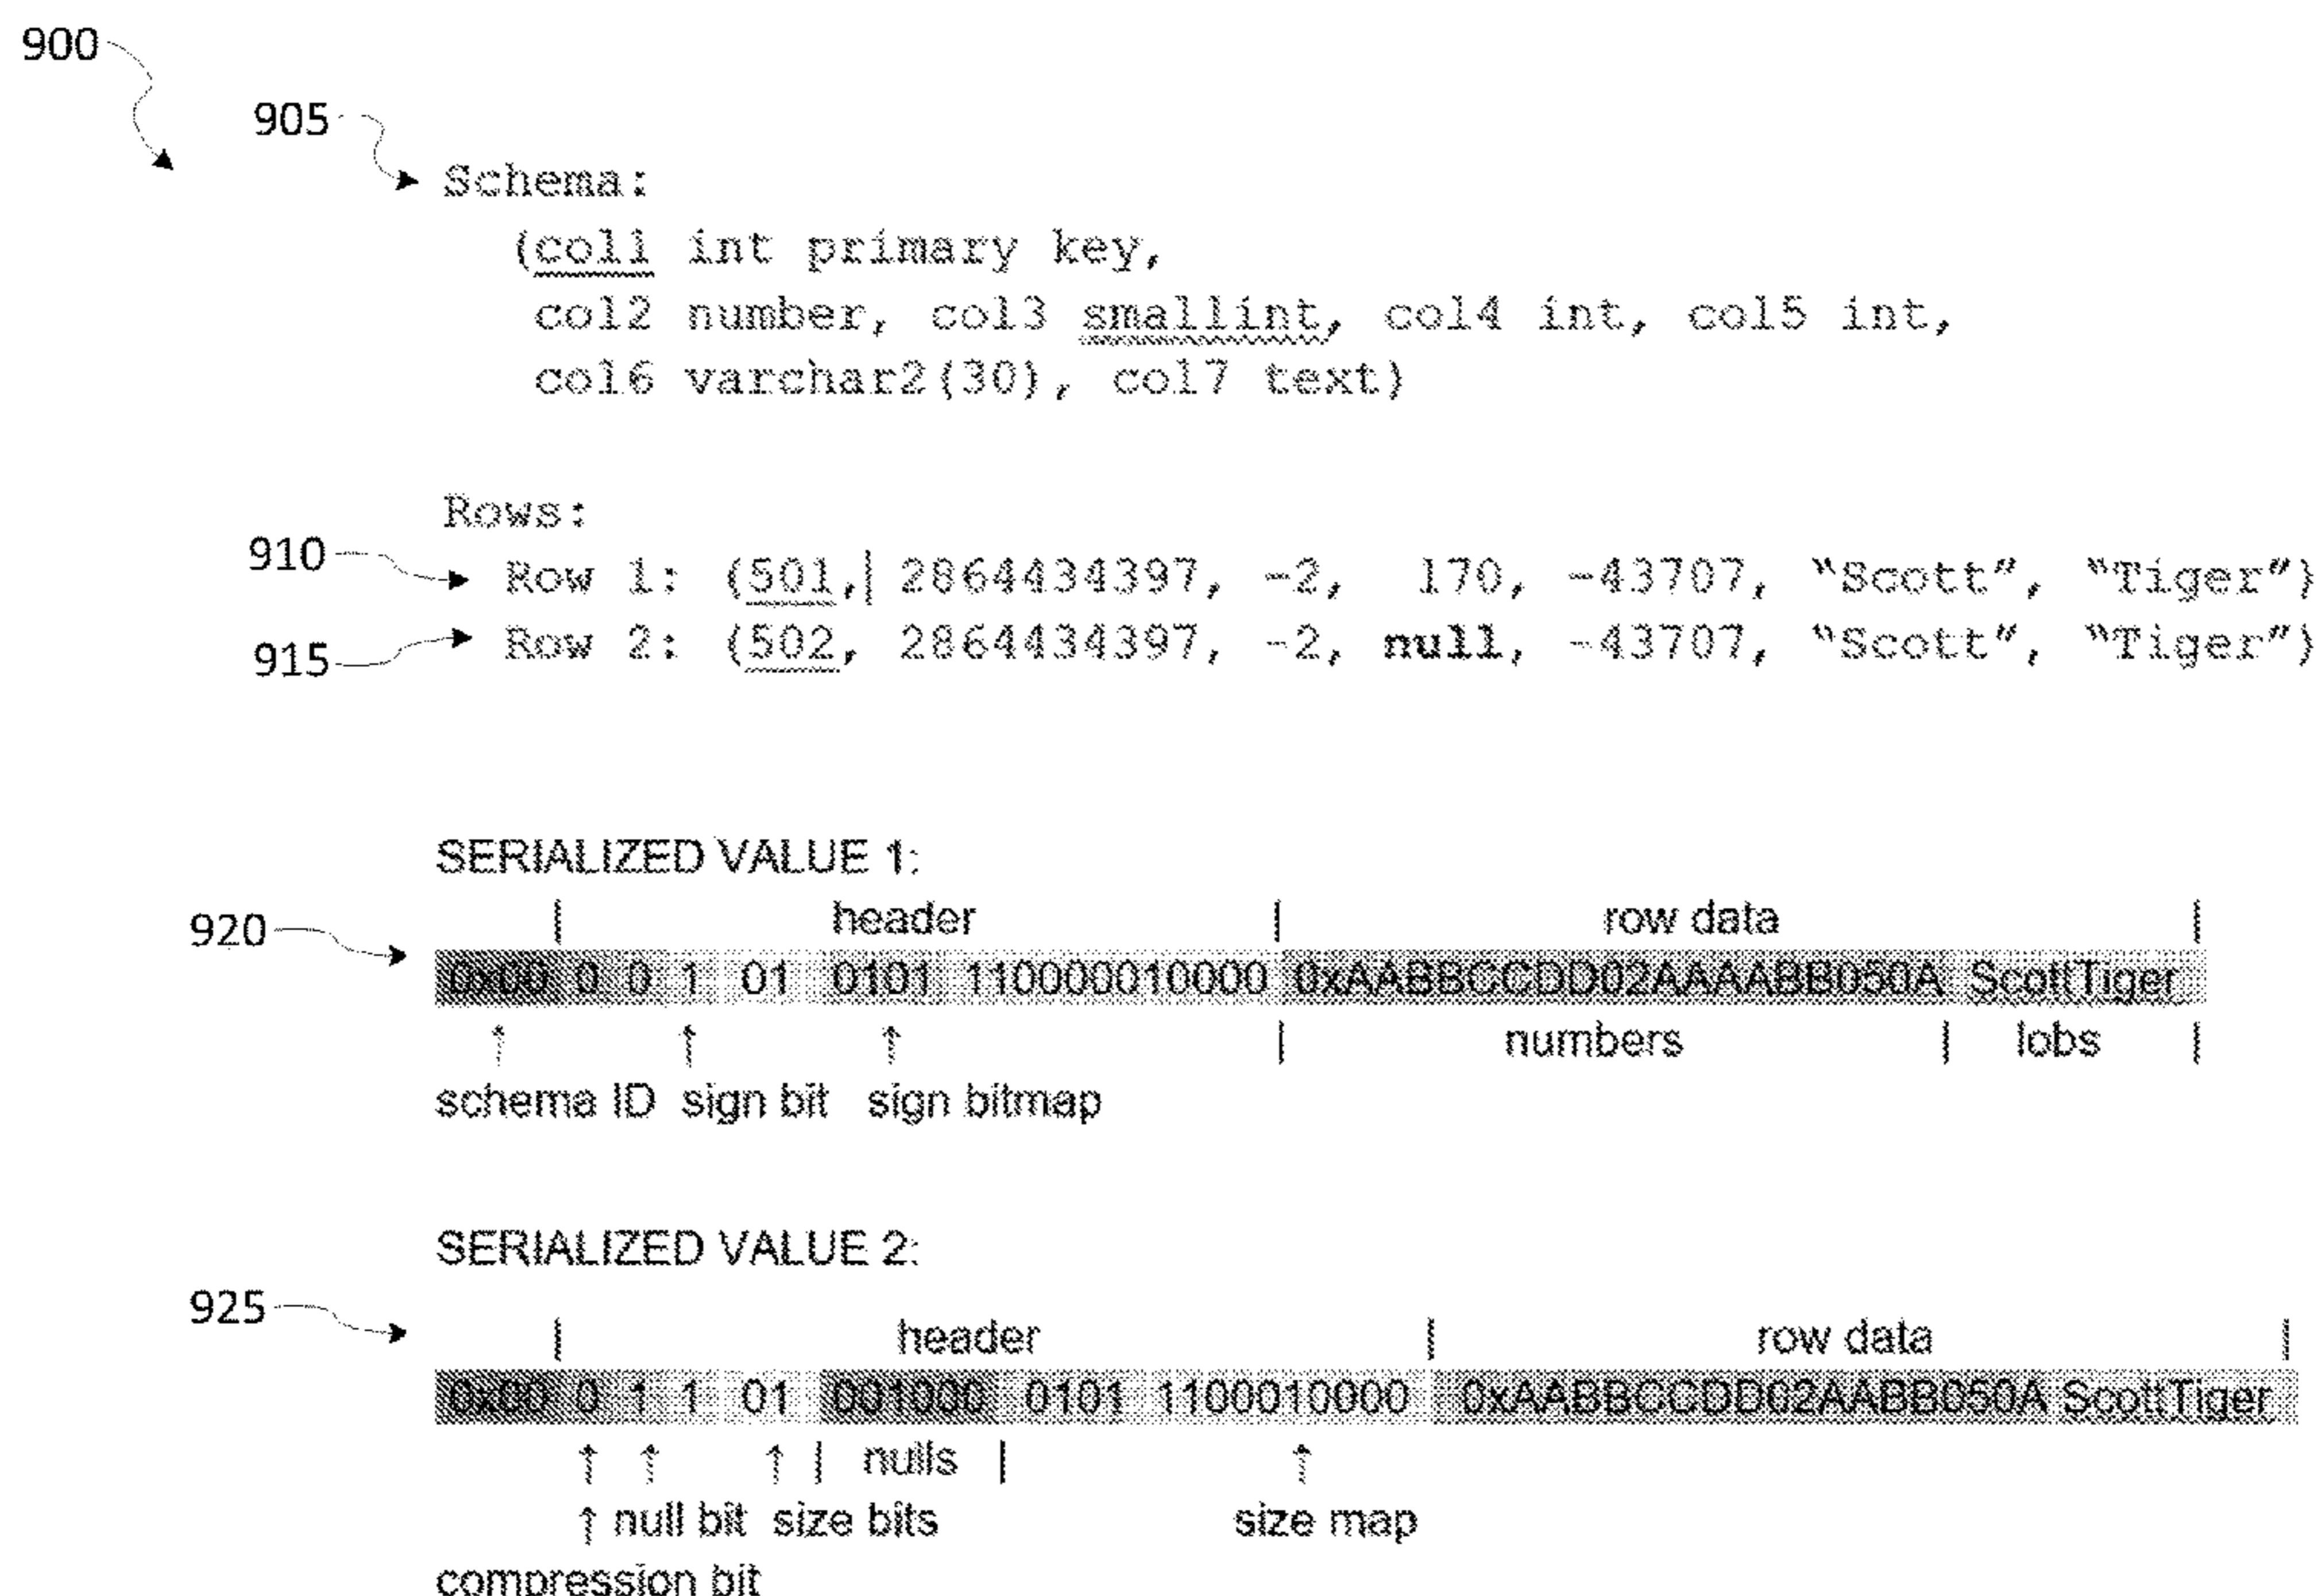 900
905
Schema:
(col1 int primary key,
col2 number, col3 smallint, col4 int, col5 int,
col6 varchar2(30), col7 text)
Rows:
910
Row 1: (501, 2864434397, -2, 170, -43707, "Scott", "Tiger")
915
Row 2: (502, 2864434397, -2, null, -43707, "Scott", "Tiger")
SERIALIZED VALUE 1:
920
| header | row data |
0x00 0 0 1 01 0101 110000010000 0xAABBCCDD02AAAABB050A ScottTiger
↑ ↑ ↑ | numbers | lobs |
schema ID sign bit sign bitmap
SERIALIZED VALUE 2:
925
| header | row data |
0x00 0 1 1 01 001000 0101 1100010000 0xAABBCCDD02AABB050A ScottTiger
↑ ↑ ↑ | nulls | ↑
↑ null bit size bits size map
compression bit